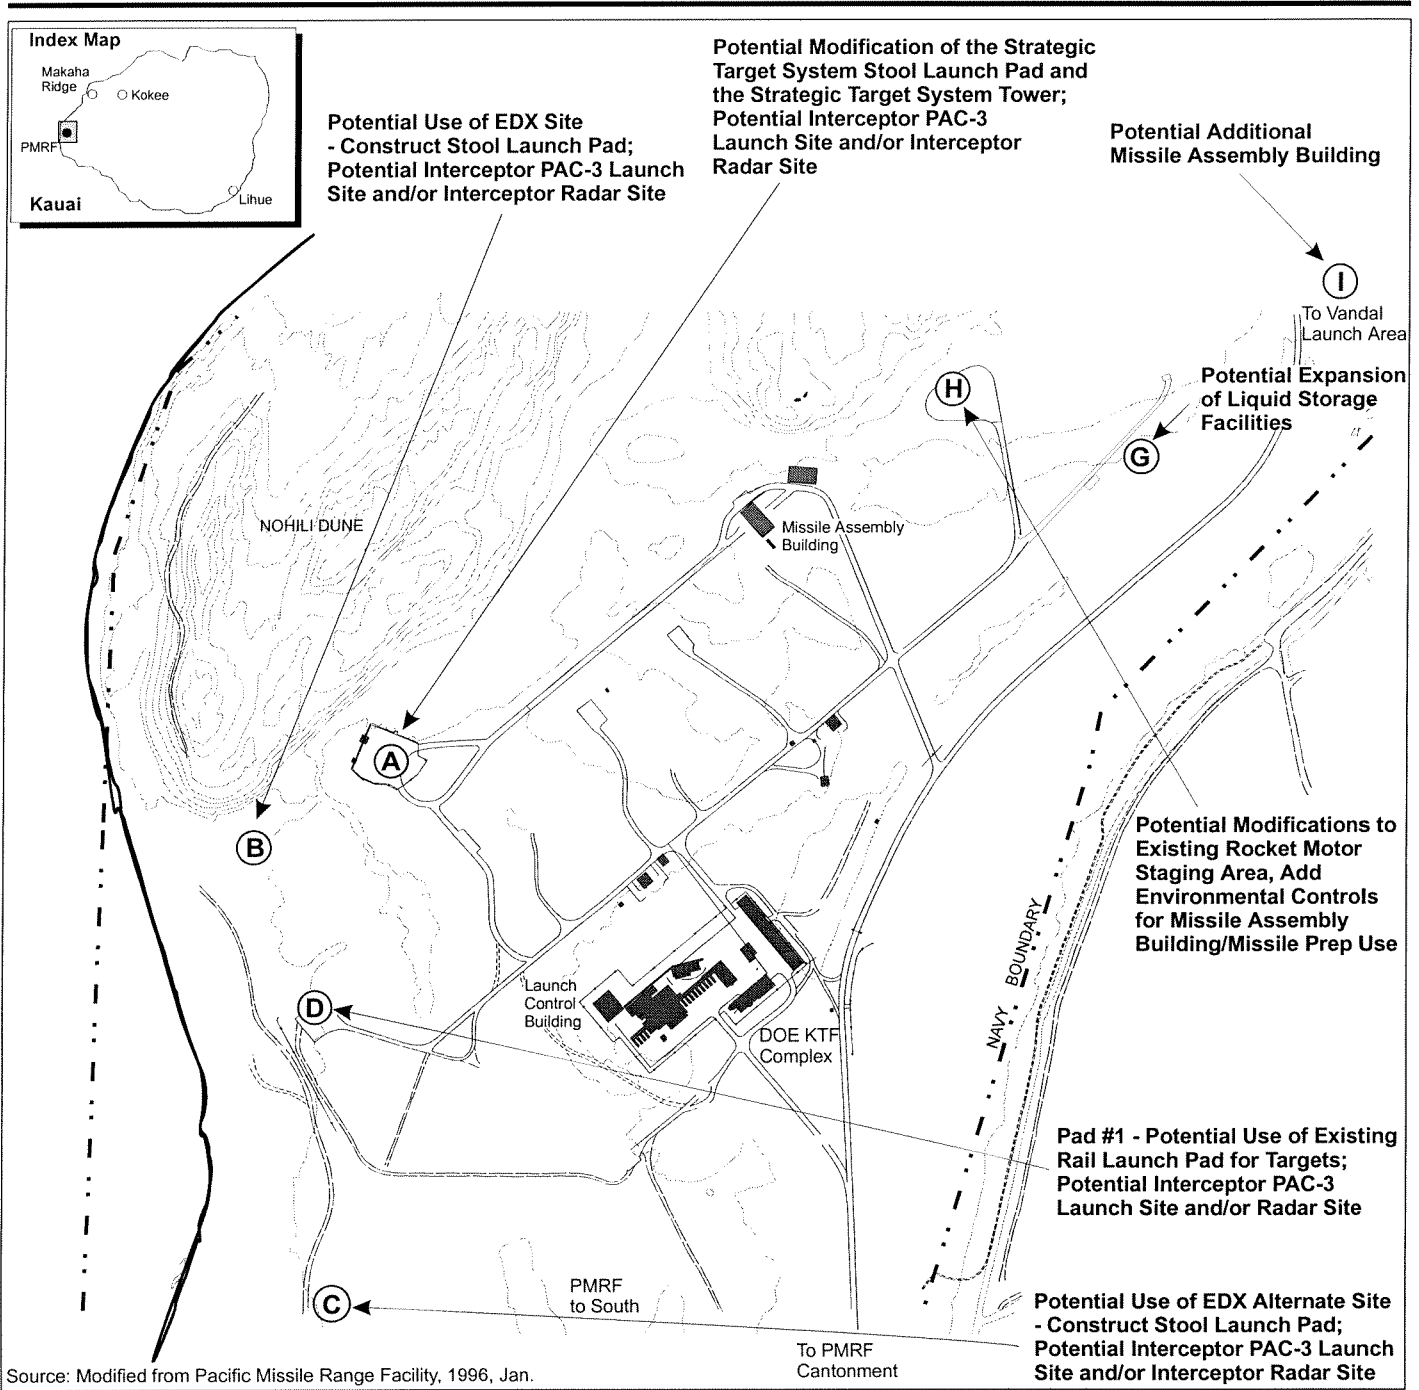 Index Map
Makaha
Ridge
Kokee
PMRF
Lihue
Kauai
Potential Use of EDX Site
- Construct Stool Launch Pad;
Potential Interceptor PAC-3 Launch
Site and/or Interceptor Radar Site
Potential Modification of the Strategic
Target System Stool Launch Pad and
the Strategic Target System Tower;
Potential Interceptor PAC-3
Launch Site and/or Interceptor
Radar Site
Potential Additional
Missile Assembly Building
I
To Vandal
Launch Area
H
Potential Expansion
of Liquid Storage
Facilities
G
NOHILI DUNE
Missile Assembly
Building
A
B
Potential Modifications to
Existing Rocket Motor
Staging Area, Add
Environmental Controls
for Missile Assembly
Building/Missile Prep Use
NAVY BOUNDARY
D
Launch
Control
Building
DOE KTF
Complex
Pad #1 - Potential Use of Existing
Rail Launch Pad for Targets;
Potential Interceptor PAC-3
Launch Site and/or Radar Site
C
PMRF
to South
To PMRF
Cantonment
Potential Use of EDX Alternate Site
- Construct Stool Launch Pad;
Potential Interceptor PAC-3 Launch
Site and/or Interceptor Radar Site
Source: Modified from Pacific Missile Range Facility, 1996, Jan.